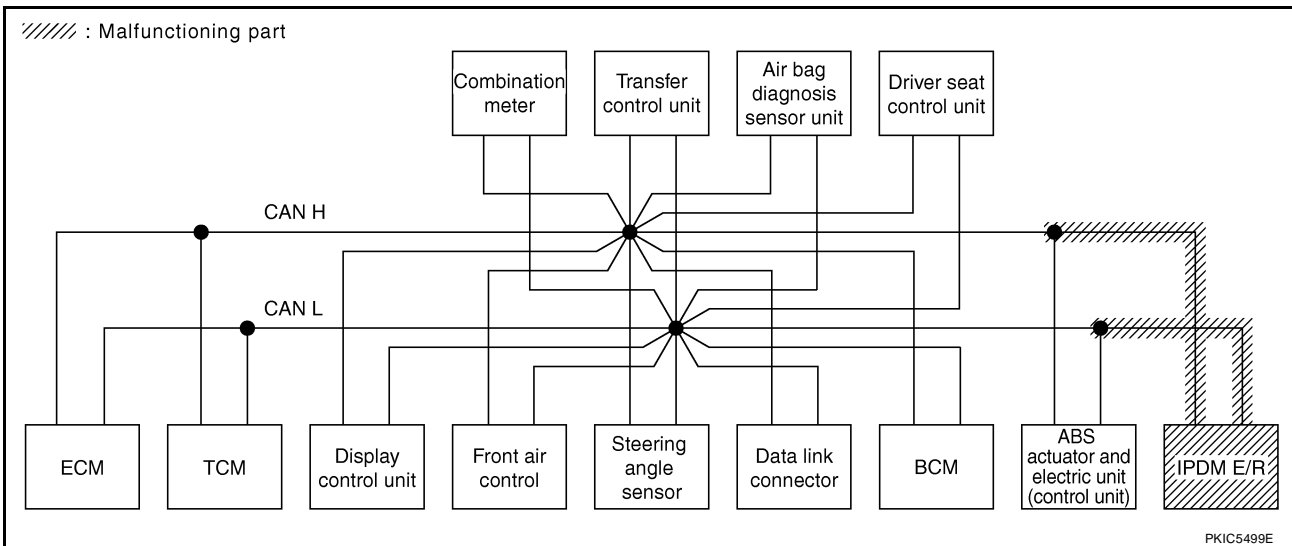 : Malfunctioning part
Combination
meter
Transfer
control unit
Air bag
diagnosis
sensor unit
Driver seat
control unit
CAN H
CAN L
ECM
TCM
Display
control unit
Front air
control
Steering
angle
sensor
Data link
connector
BCM
ABS
actuator and
electric unit
(control unit)
IPDM E/R
PKIC5499E